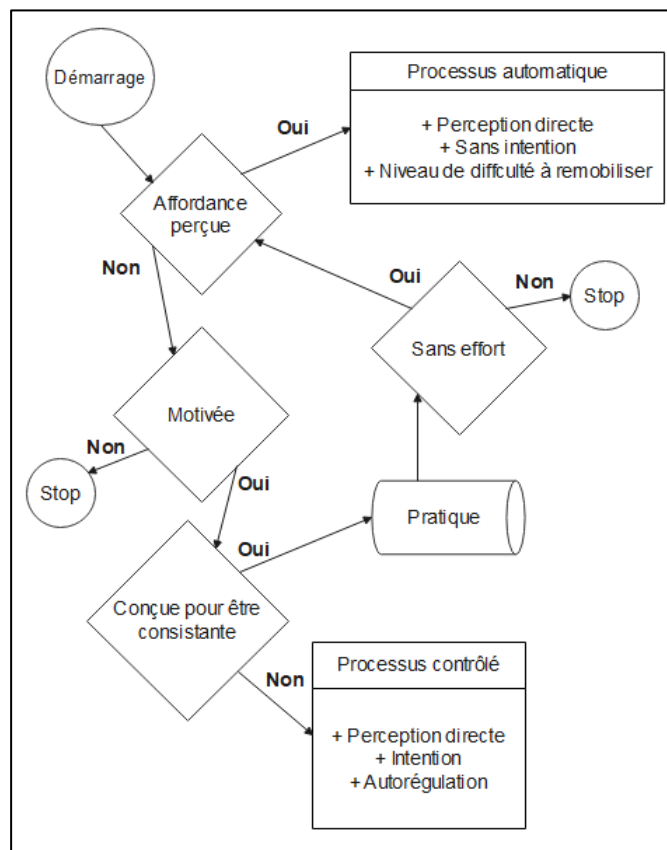 Démarrage
Processus automatique
+ Perception directe
+ Sans intention
+ Niveau de diffculté à remobiliser
Oui
Affordance
perçue
Non
Oui
Non
Stop
Sans effort
Motivée
Non
Stop
Oui
Pratique
Oui
Conçue pour être
consistante
Non
Processus contrôlé
+ Perception directe
+ Intention
+ Autorégulation